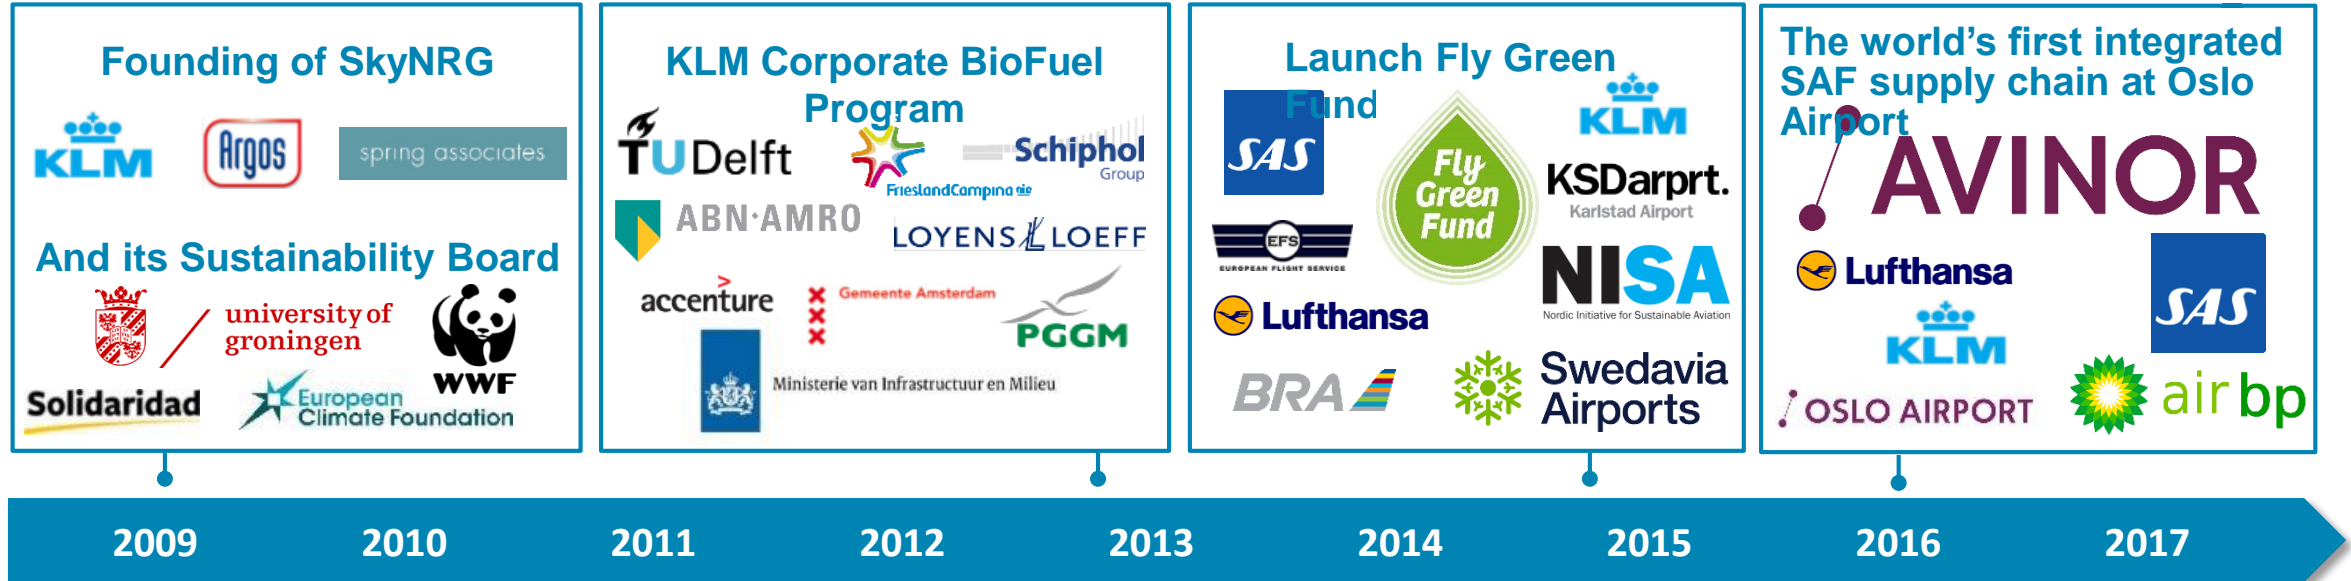 Founding of SkyNRG
KLM
Argos
spring associates
And its Sustainability Board
university of
groningen
WWF
Solidaridad
European
Climate Foundation
KLM Corporate BioFuel
Program
TU Delft
FrieslandCampina
Schiphol
Group
ABN·AMRO
LOYENS LOEFF
accenture
Gemeente Amsterdam
PGGM
Ministerie van Infrastructuur en Milieu
Launch Fly Green
Fund
SAS
Fly
Green
Fund
KLM
KSDarprt.
Karlstad Airport
EFS
EUROPEAN FLIGHT SERVICE
NISA
Nordic Initiative for Sustainable Aviation
Lufthansa
BRA
Swedavia
Airports
The world's first integrated
SAF supply chain at Oslo
Airport
AVINOR
Lufthansa
SAS
KLM
OSLO AIRPORT
air bp
2009 2010 2011 2012 2013 2014 2015 2016 2017